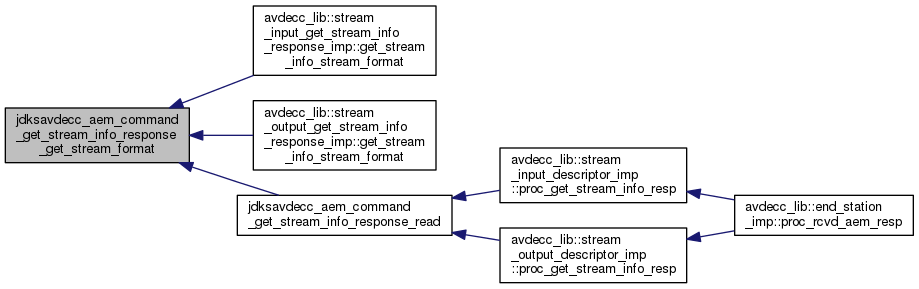 jdksavdecc_aem_command
_get_stream_info_response
_get_stream_format
avdecc_lib::stream
_input_get_stream_info
_response_imp::get_stream
_info_stream_format
avdecc_lib::stream
_output_get_stream_info
_response_imp::get_stream
_info_stream_format
jdksavdecc_aem_command
_get_stream_info_response_read
avdecc_lib::stream
_input_descriptor_imp
::proc_get_stream_info_resp
avdecc_lib::stream
_output_descriptor_imp
::proc_get_stream_info_resp
avdecc_lib::end_station
_imp::proc_rcvd_aem_resp